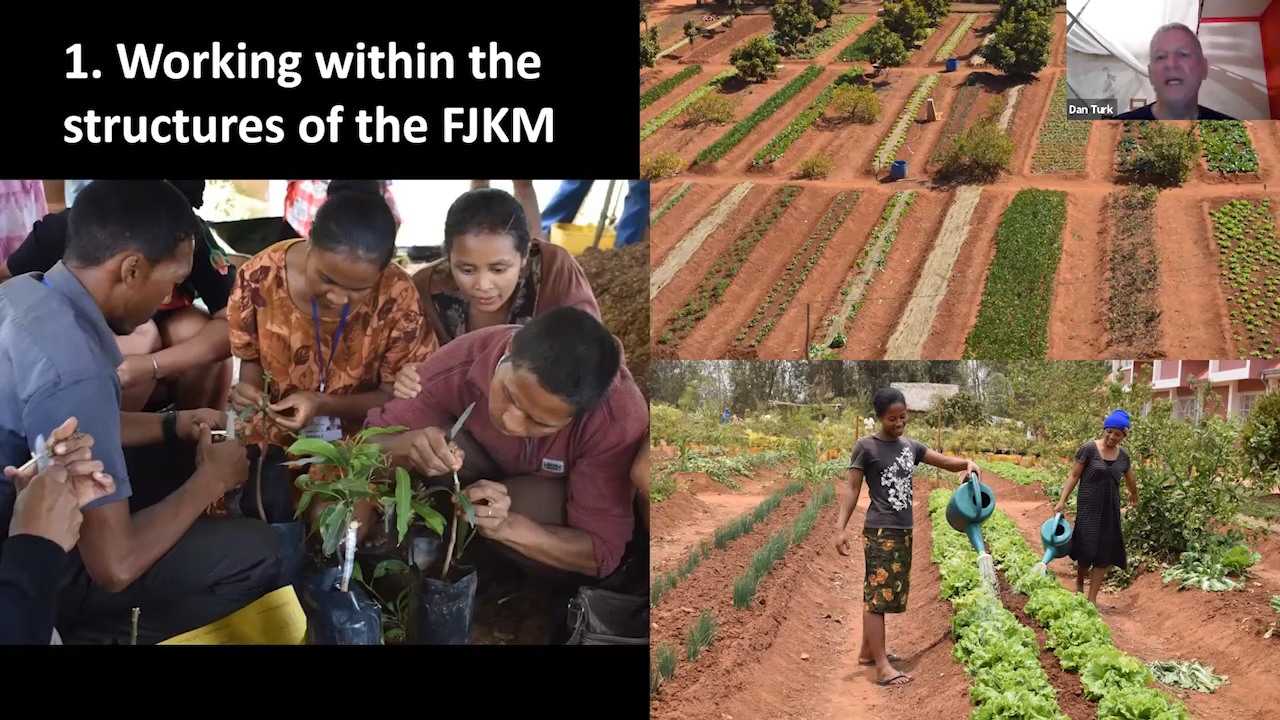 1. Working within the
structures of the FJKM
Dan Turk